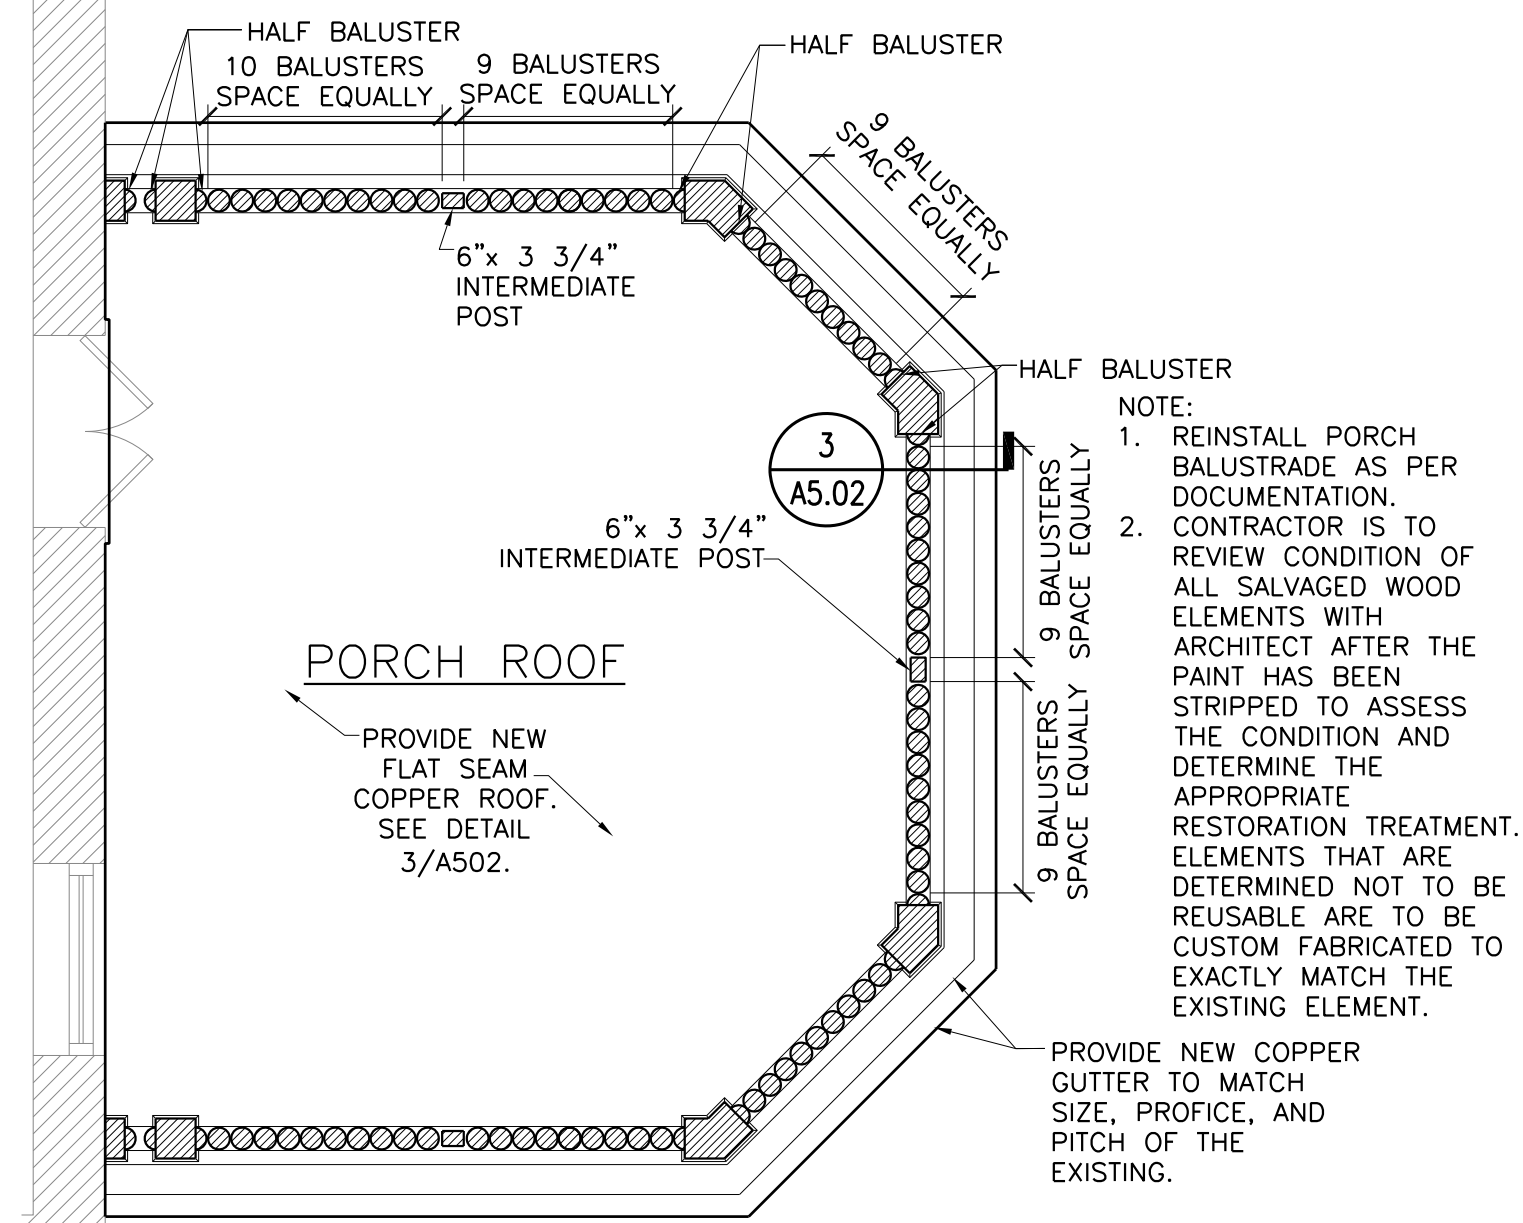 HALF BALUSTER
10 BALUSTERS
SPACE EQUALLY
9 BALUSTERS
SPACE EQUALLY
HALF BALUSTER
9 BALUSTERS
SPACE EQUALLY
6"x 3 3/4"
INTERMEDIATE
POST
HALF BALUSTER
3
A5.02
9 BALUSTERS
SPACE EQUALLY
6"x 3 3/4"
INTERMEDIATE POST
9 BALUSTERS
SPACE EQUALLY
PORCH ROOF
PROVIDE NEW
FLAT SEAM
COPPER ROOF.
SEE DETAIL
3/A502.
NOTE:
1. REINSTALL PORCH
BALUSTRADE AS PER
DOCUMENTATION.
2. CONTRACTOR IS TO
REVIEW CONDITION OF
ALL SALVAGED WOOD
ELEMENTS WITH
ARCHITECT AFTER THE
PAINT HAS BEEN
STRIPPED TO ASSESS
THE CONDITION AND
DETERMINE THE
APPROPRIATE
RESTORATION TREATMENT.
ELEMENTS THAT ARE
DETERMINED NOT TO BE
REUSABLE ARE TO BE
CUSTOM FABRICATED TO
EXACTLY MATCH THE
EXISTING ELEMENT.
PROVIDE NEW COPPER
GUTTER TO MATCH
SIZE, PROFICE, AND
PITCH OF THE
EXISTING.